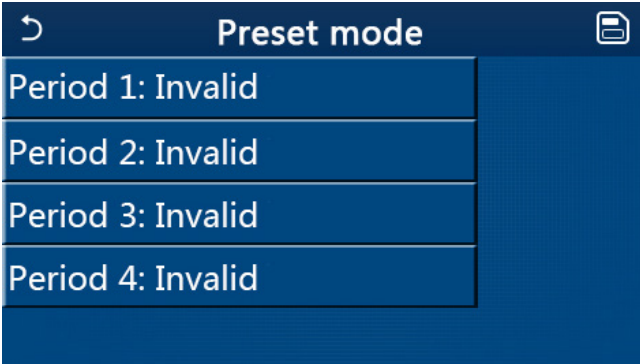 Preset mode
Period 1: Invalid
Period 2: Invalid
Period 3: Invalid
Period 4: Invalid